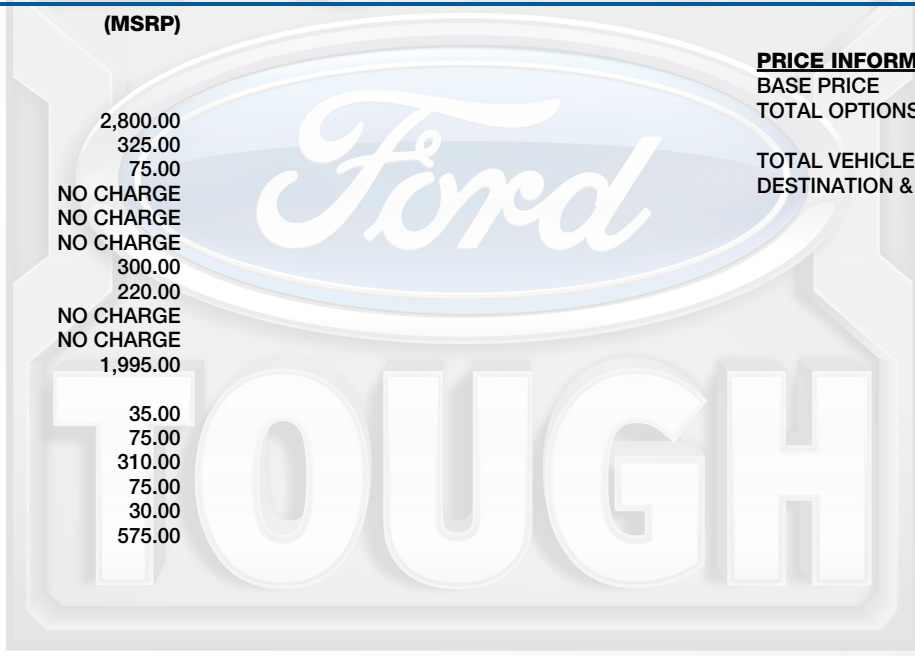 (MSRP)
PRICE INFORM
BASE PRICE
TOTAL OPTIONS
TOTAL VEHICLE
DESTINATION &
2,800.00
325.00
75.00
NO CHARGE
NO CHARGE
NO CHARGE
300.00
220.00
NO CHARGE
NO CHARGE
1,995.00
35.00
75.00
310.00
75.00
30.00
575.00
Ford
TOUGH